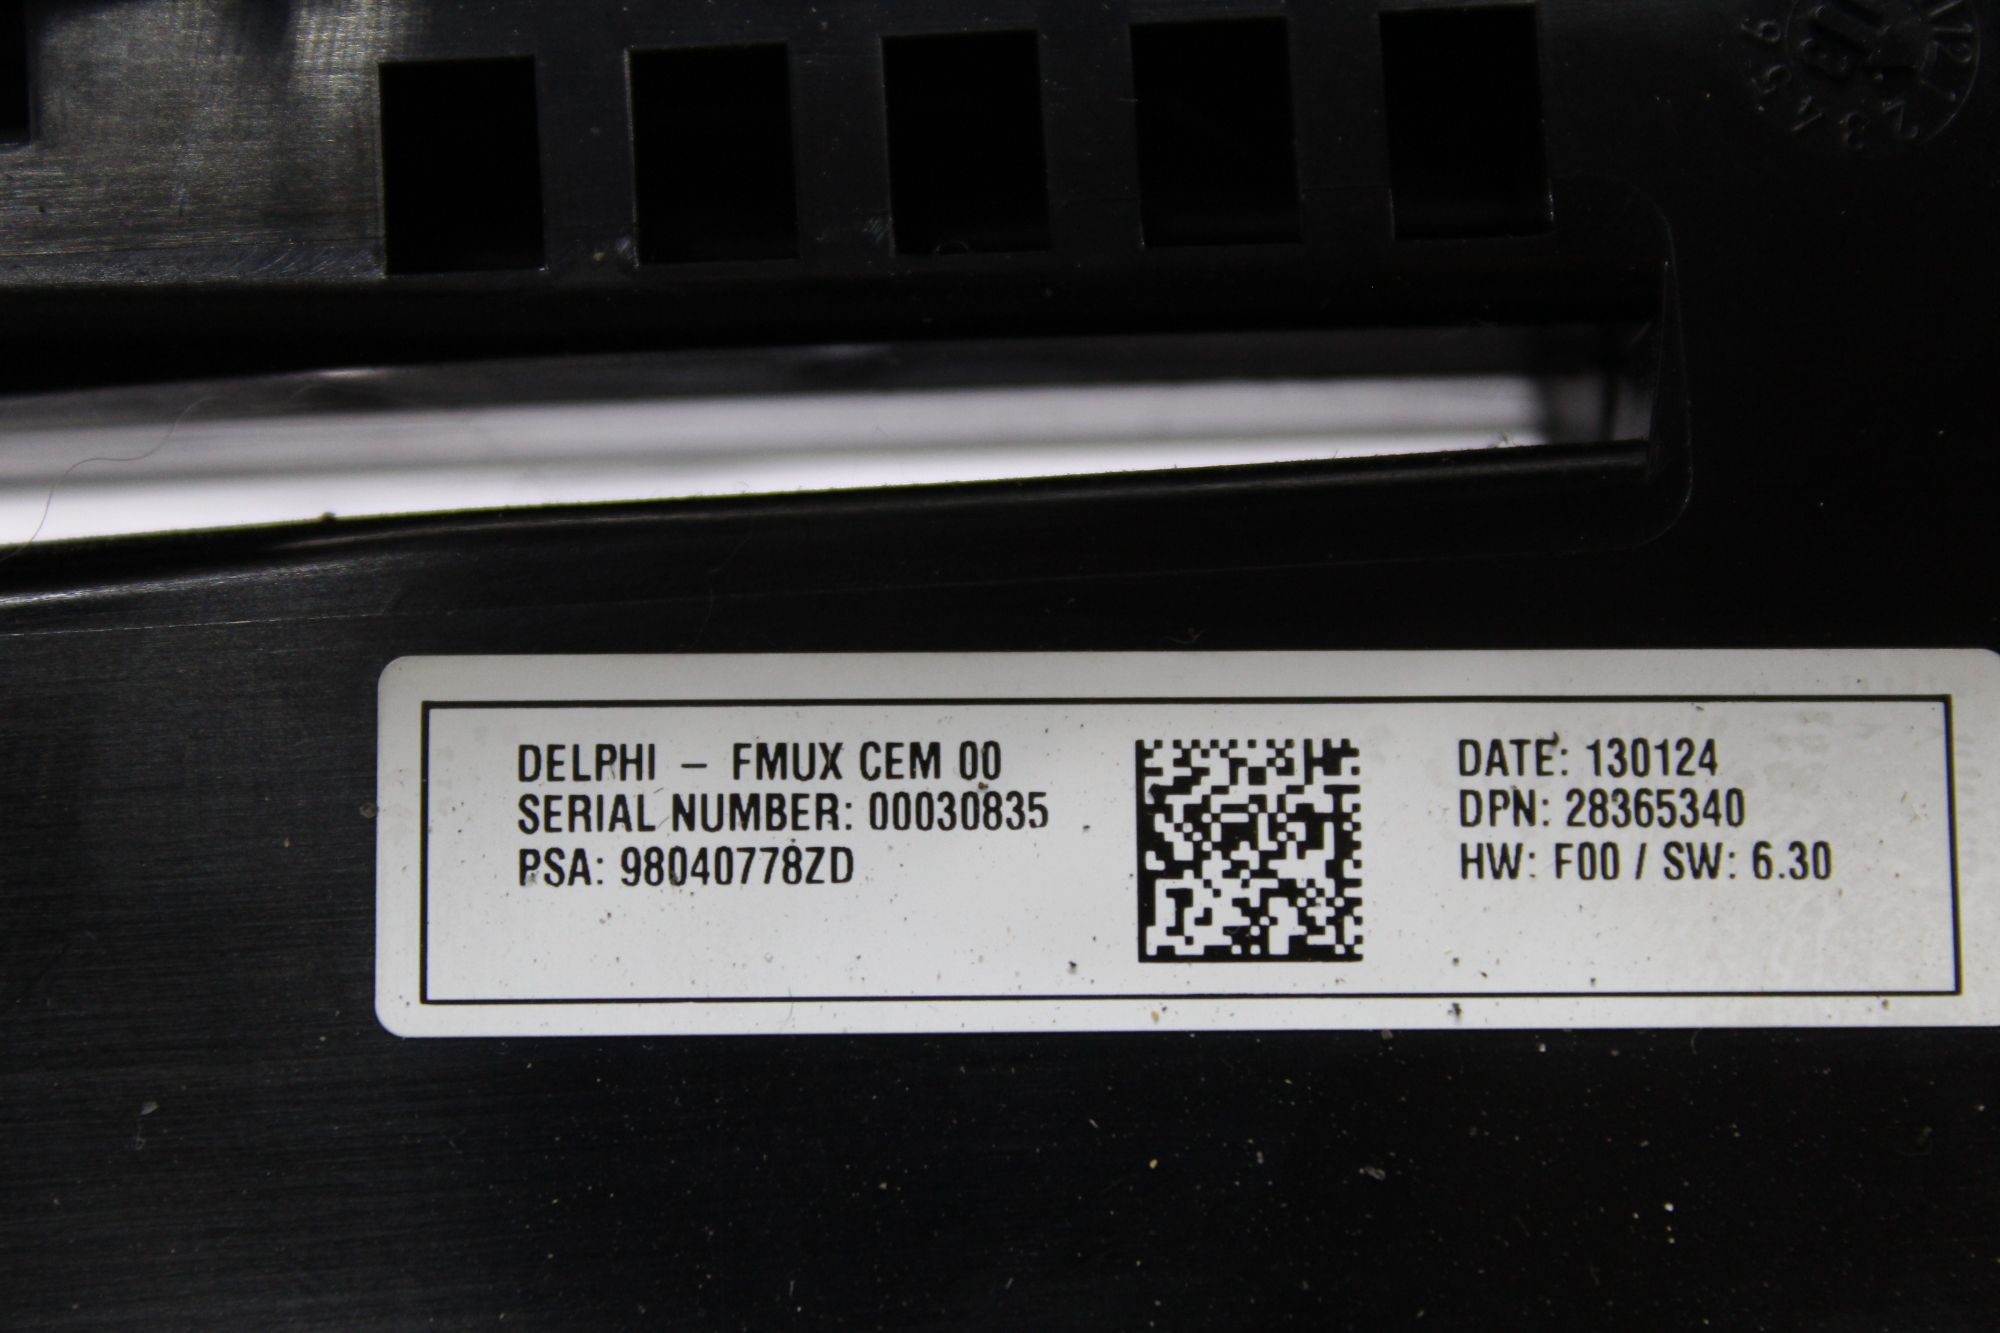 DELPHI - FMUX CEM 00
SERIAL NUMBER: 00030835
PSA: 98040778ZD
DATE: 130124
DPN: 28365340
HW: F00 / SW: 6.30